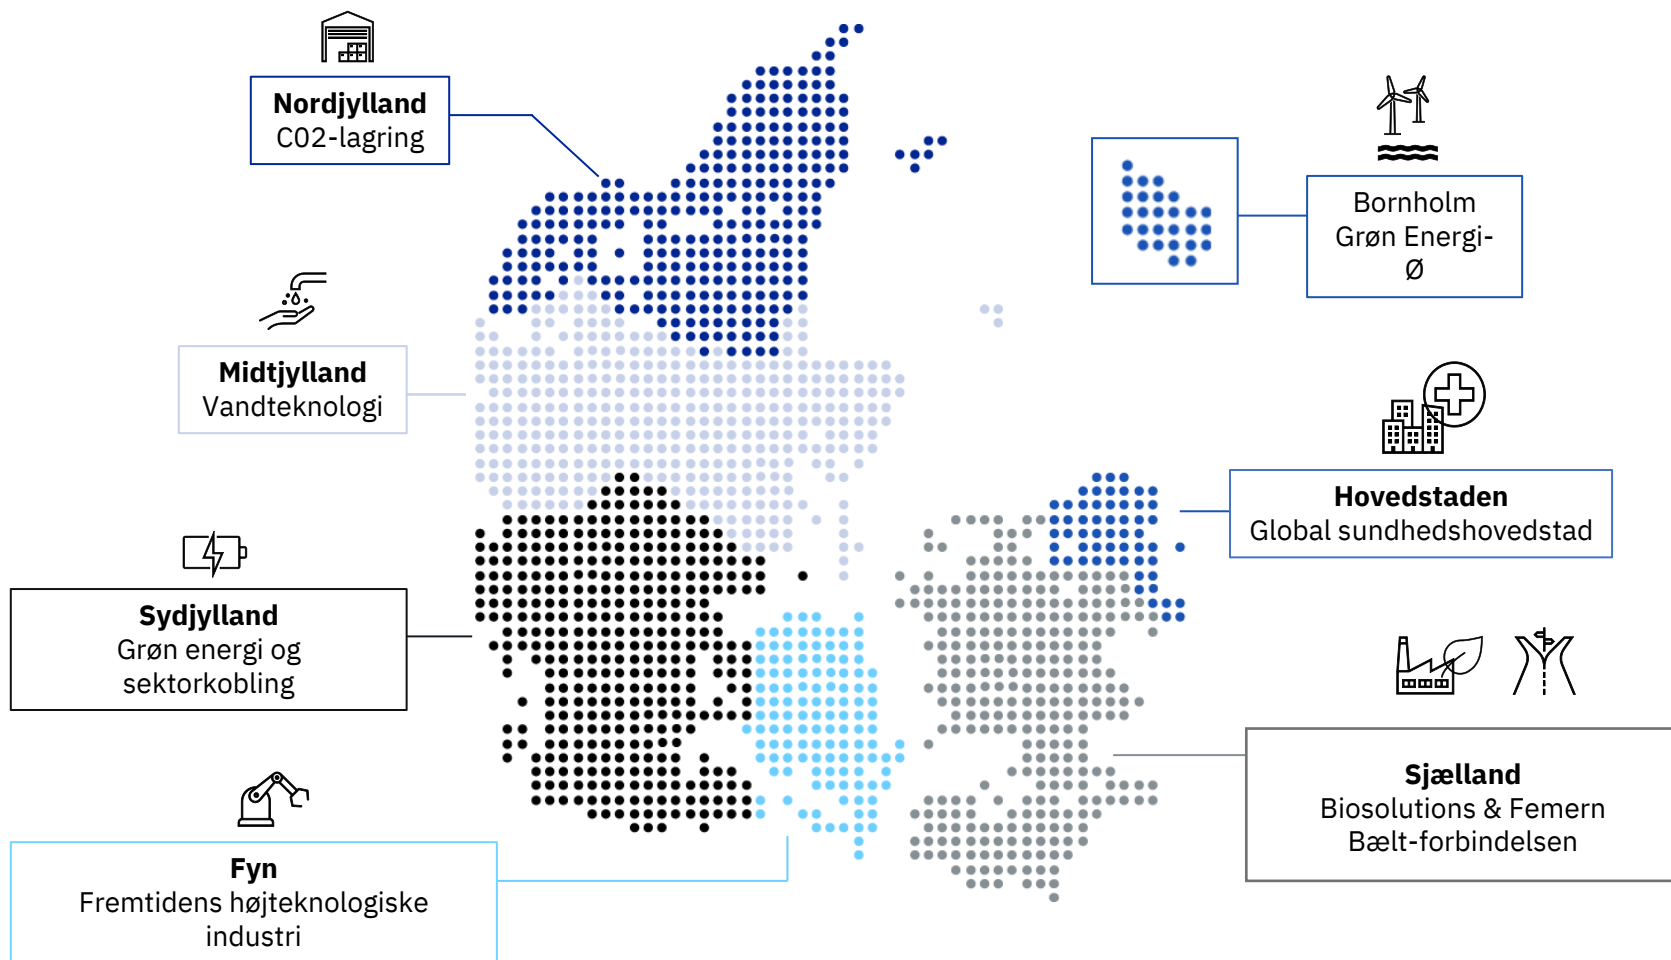 Nordjylland
C02-lagring
Bornholm
Grøn Energi-
Ø
Midtjylland
Vandteknologi
Hovedstaden
Global sundhedshovedstad
Sydjylland
Grøn energi og
sektorkobling
Sjælland
Biosolutions & Femern
Bælt-forbindelsen
Fyn
Fremtidens højteknologiske
industri